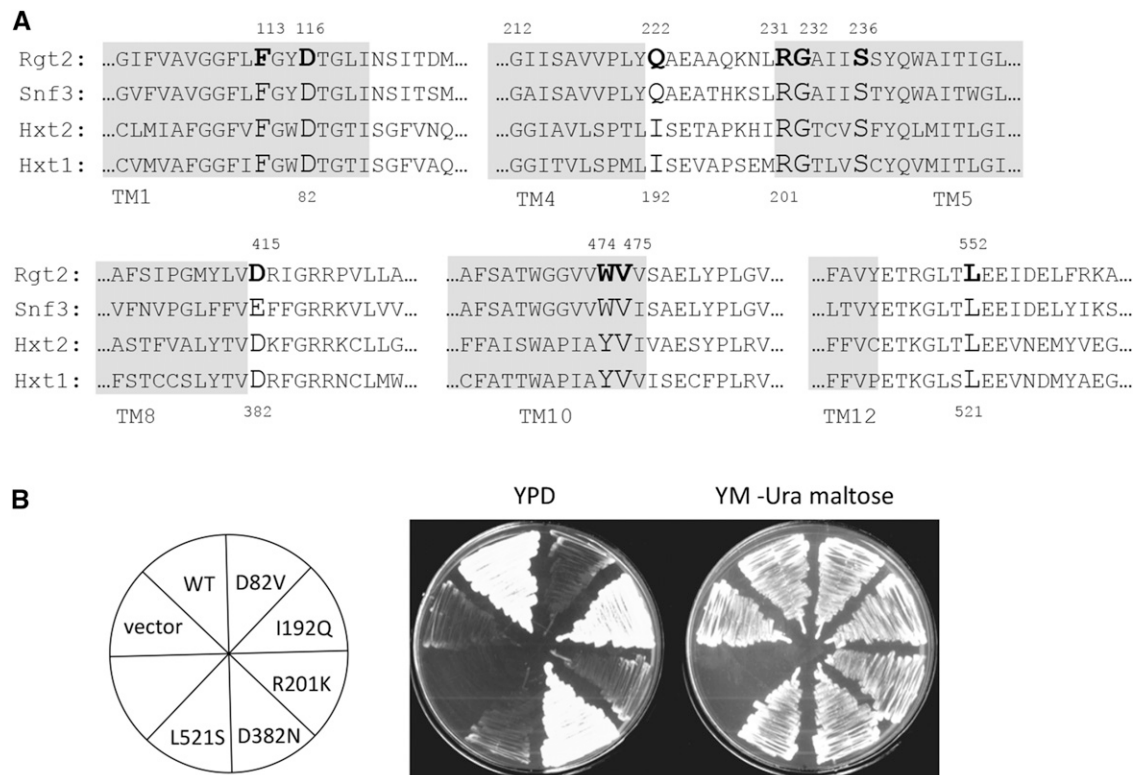 A
113 116 212 222 231 232 236
Rgt2: ...GIFVAVGGFLFGYDTGLINSITDM... ...GIISAVVPLYQAEAAQKNLRGAIISSYQWAITIGL...
Snf3: ...GVFVAVGGFLFGYDTGLINSITSM... ...GAISAVVPLYQAEATHKSLRGAIISTYQWAITWGL...
Hxt2: ...CLMIAFGGFVFGWDTGTISGFVNQ... ...GGIAVLSPTLISETAPKHIRGTCVSFYQLMITLGI...
Hxt1: ...CVMVAFGGFIFGWDTGTISGFVAQ... ...GGITVLSPMLISEVAPSEMRGTLVSCYQVMITLGI...
TM1 82 TM4 192 201 TM5
415 474 475 552
Rgt2: ...AFSIPGMYLVDRIGRRPVLLA... ...AFSATWGGVVWVVSAELYPLGV... ...FAVYETRGLTLEEIDELFRKA...
Snf3: ...VFNVPGLFFVEFFGRRKVLVV... ...AFSATWGGVVWVISAELYPLGV... ...LTVYETKGLTLEEIDELYIKS...
Hxt2: ...ASTFVALYTVDKFGRRKCLLG... ...FFAISWAPIAYVIVAESYPLRV... ...FFVCETKGLTLEEVNEMYVEG...
Hxt1: ...FSTCCSLYTVDRFGRRNCLMW... ...CFATTWAPIAYVVISECFPLRV... ...FFVPETKGLSLEEVNDMYAEG...
TM8 382 TM10 TM12 521
B
YPD YM -Ura maltose
WT D82V
vector I192Q
R201K
L521S D382N